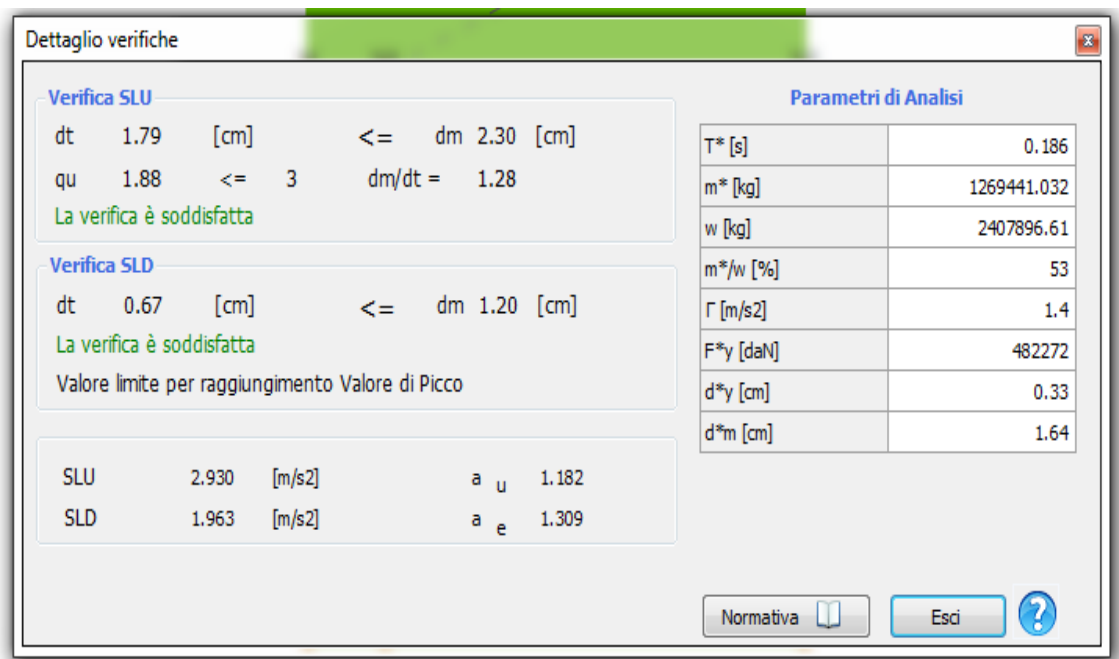 Dettaglio verifiche
Verifica SLU
dt 1.79 [cm] <= dm 2.30 [cm]
qu 1.88 <= 3 dm/dt = 1.28
La verifica è soddisfatta
Verifica SLD
dt 0.67 [cm] <= dm 1.20 [cm]
La verifica è soddisfatta
Valore limite per raggiungimento Valore di Picco
SLU 2.930 [m/s2] a u 1.182
SLD 1.963 [m/s2] a e 1.309
Parametri di Analisi
T* [s] 0.186
m* [kg] 1269441.032
w [kg] 2407896.61
m*/w [%] 53
Γ [m/s2] 1.4
F*y [daN] 482272
d*y [cm] 0.33
d*m [cm] 1.64
Normativa Esci ?